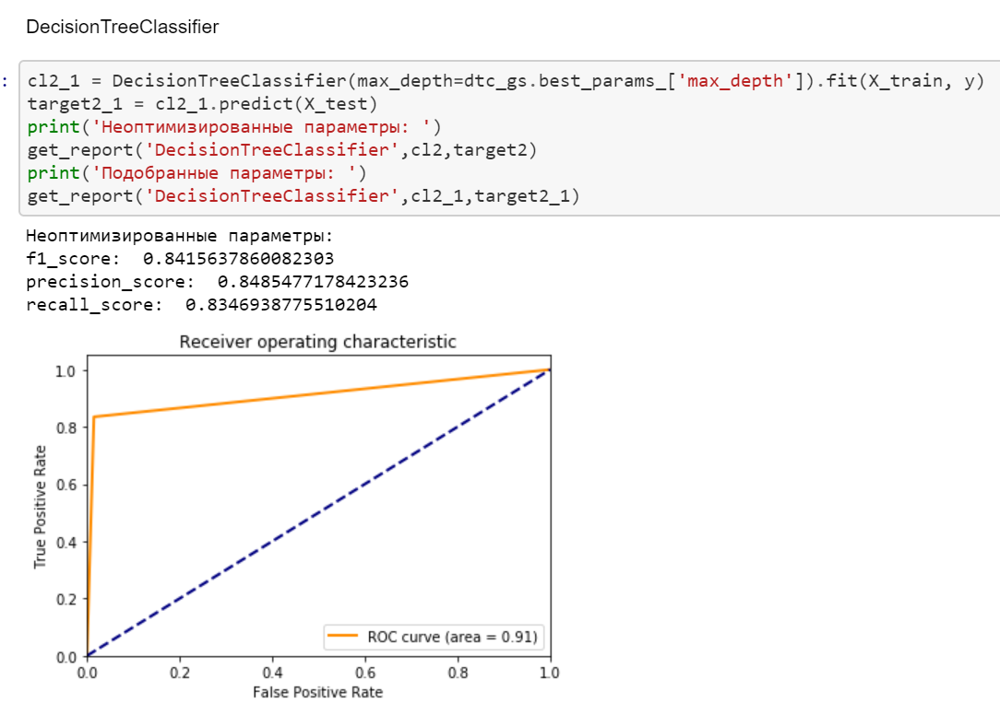 DecisionTreeClassifier
: cl2_1 = DecisionTreeClassifier(max_depth=dtc_gs.best_params_['max_depth']).fit(X_train, y)
target2_1 = cl2_1.predict(X_test)
print('Неоптимизированные параметры: ')
get_report('DecisionTreeClassifier',cl2,target2)
print('Подобранные параметры: ')
get_report('DecisionTreeClassifier',cl2_1,target2_1)
Неоптимизированные параметры:
f1_score:  0.8415637860082303
precision_score:  0.8485477178423236
recall_score:  0.8346938775510204
Receiver operating characteristic
1.0
0.8
0.6
0.4
0.2
0.0
True Positive Rate
ROC curve (area = 0.91)
0.0 0.2 0.4 0.6 0.8 1.0
False Positive Rate